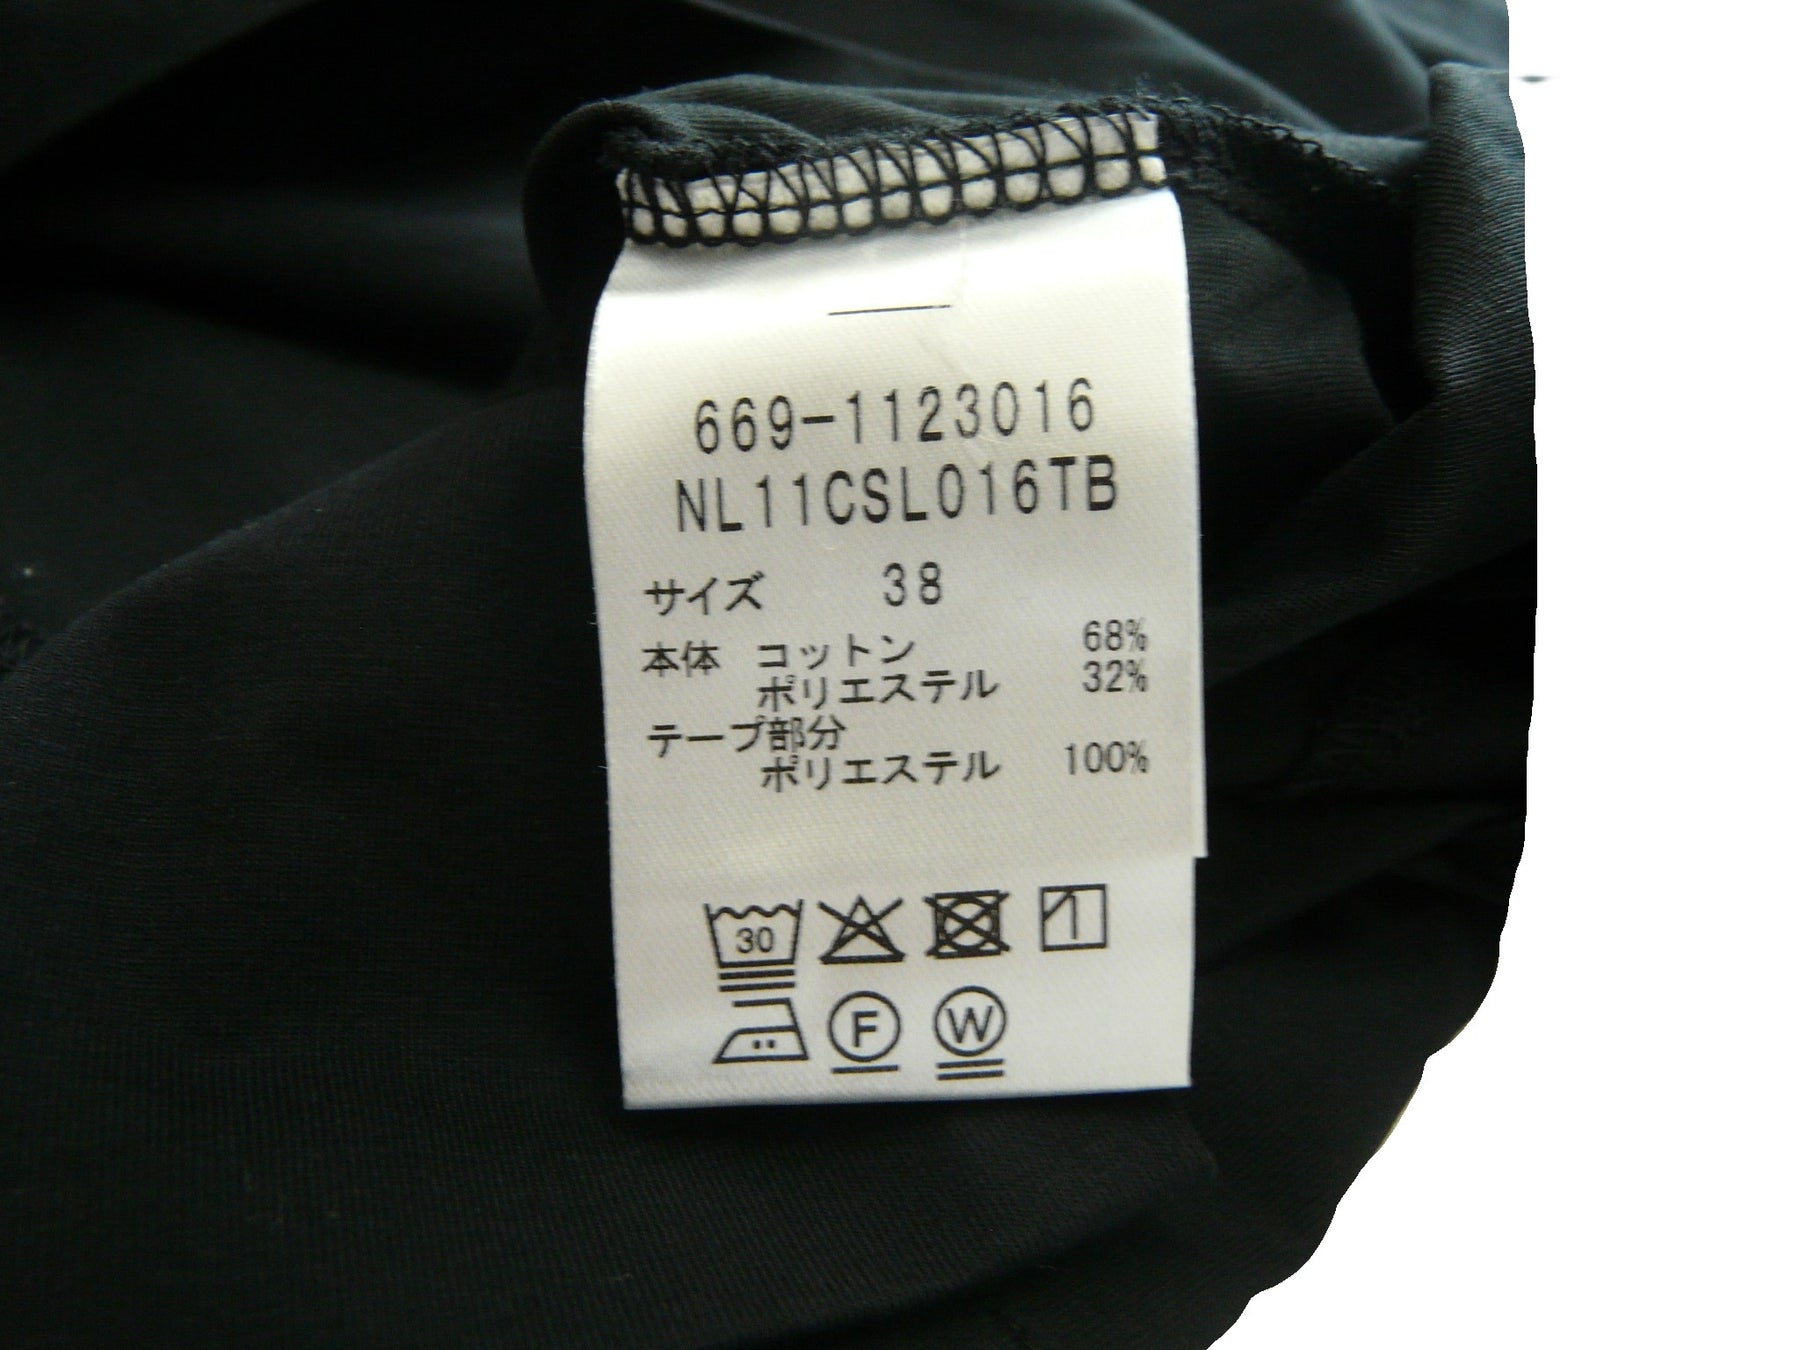 669-1123016
NL11CSL016TB
サイズ 38
本体 コットン 68%
ポリエステル 32%
テープ部分
ポリエステル 100%
30
F W